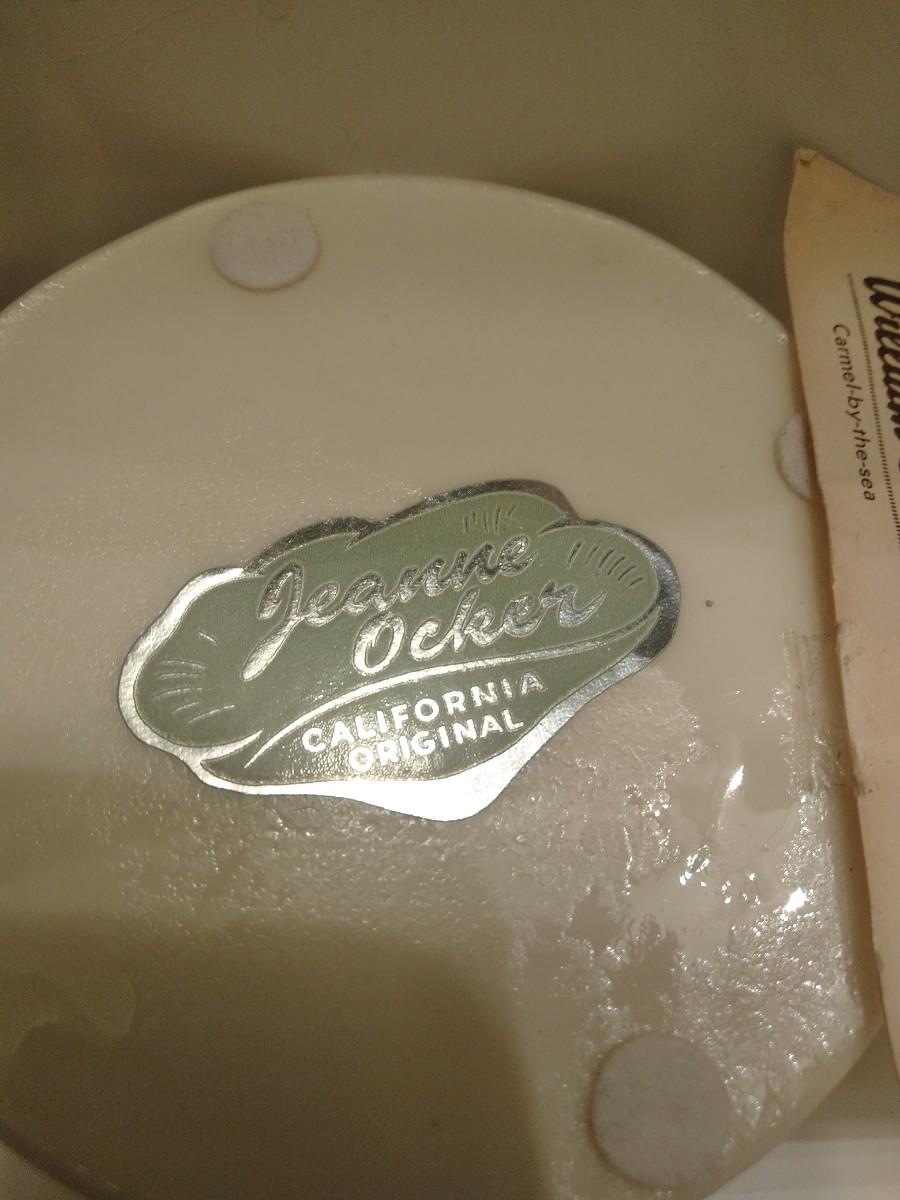 Jeanne
Ocker
CALIFORNIA
ORIGINAL
Carmel-by-the-sea